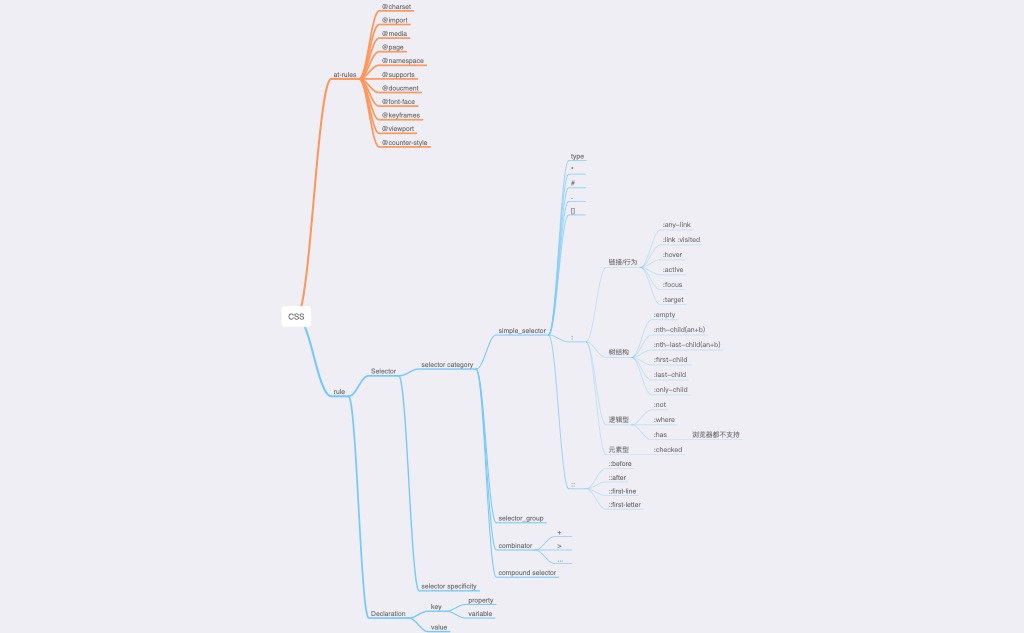 @charset
@import
@media
@page
@namespace
at-rules
@supports
@doucment
@font-face
@keyframes
@viewport
@counter-style
CSS
rule
Selector
selector category
simple_selector
type
*
#
.
[]
:
链接/行为
:any-link
:link :visited
:hover
:active
:focus
:target
树结构
:empty
:nth-child(an+b)
:nth-last-child(an+b)
:first-child
:last-child
:only-child
逻辑型
:not
:where
:has 浏览器都不支持
元素型 :checked
::
::before
::after
::first-line
::first-letter
selector_group
combinator
+
>
...
compound selector
selector specificity
Declaration
key
property
variable
value